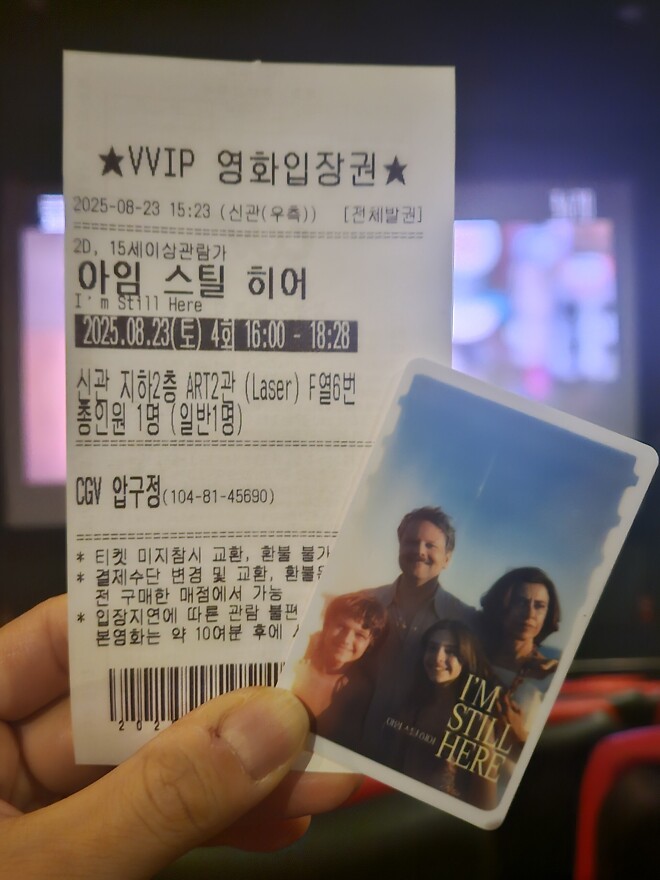 ★VVIP 영화입장권★
2025-08-23 15:23 (신관(우측)) [전체발권]
2D, 15세이상관람가
아임 스틸 히어
I'm Still Here
2025.08.23(토) 4회 16:00 - 18:28
신관 지하2층 ART2관 (Laser) F열6번
총인원 1명 (일반1명)
CGV 압구정(104-81-45690)
* 티켓 미지참시 교환, 환불 불가
* 결제수단 변경 및 교환, 환불은
전 구매한 매점에서 가능
* 입장지연에 따른 관람 불편
본영화는 약 10여분 후에
202
I'M
STILL
HERE
아임 스틸 히어